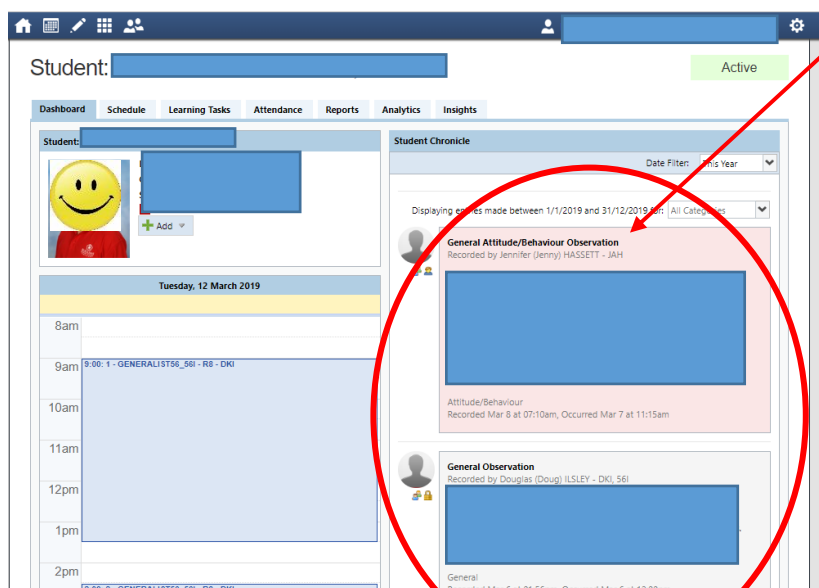 Student:
Active
Dashboard Schedule Learning Tasks Attendance Reports Analytics Insights
Student:
Add
Tuesday, 12 March 2019
8am
9am
9:00: 1 - GENERALIST56_56I - R8 - DKI
10am
11am
12pm
1pm
2pm
Student Chronicle
Date Filter: This Year
Displaying entries made between 1/1/2019 and 31/12/2019 for: All Categories
General Attitude/Behaviour Observation
Recorded by Jennifer (Jenny) HASSETT - JAH
Attitude/Behaviour
Recorded Mar 8 at 07:10am, Occurred Mar 7 at 11:15am
General Observation
Recorded by Douglas (Doug) ILSLEY - DKI, 56I
General